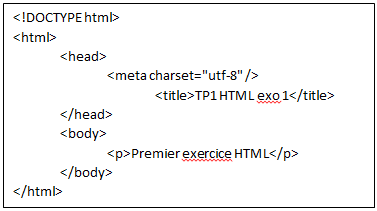 <!DOCTYPE html>
<html>
<head>
<meta charset="utf-8" />
<title>TP1 HTML exo 1</title>
</head>
<body>
<p>Premier exercice HTML</p>
</body>
</html>